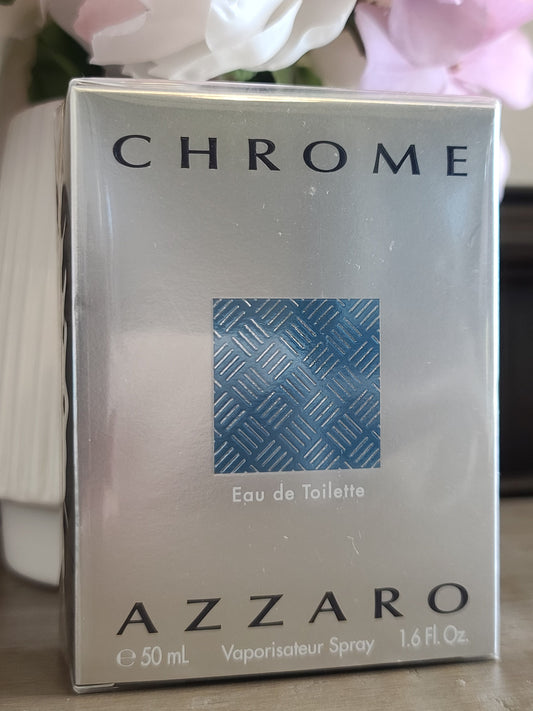 CHROME
Eau de Toilette
AZZARO
℮ 50 mL Vaporisateur Spray 1.6 Fl. Oz.